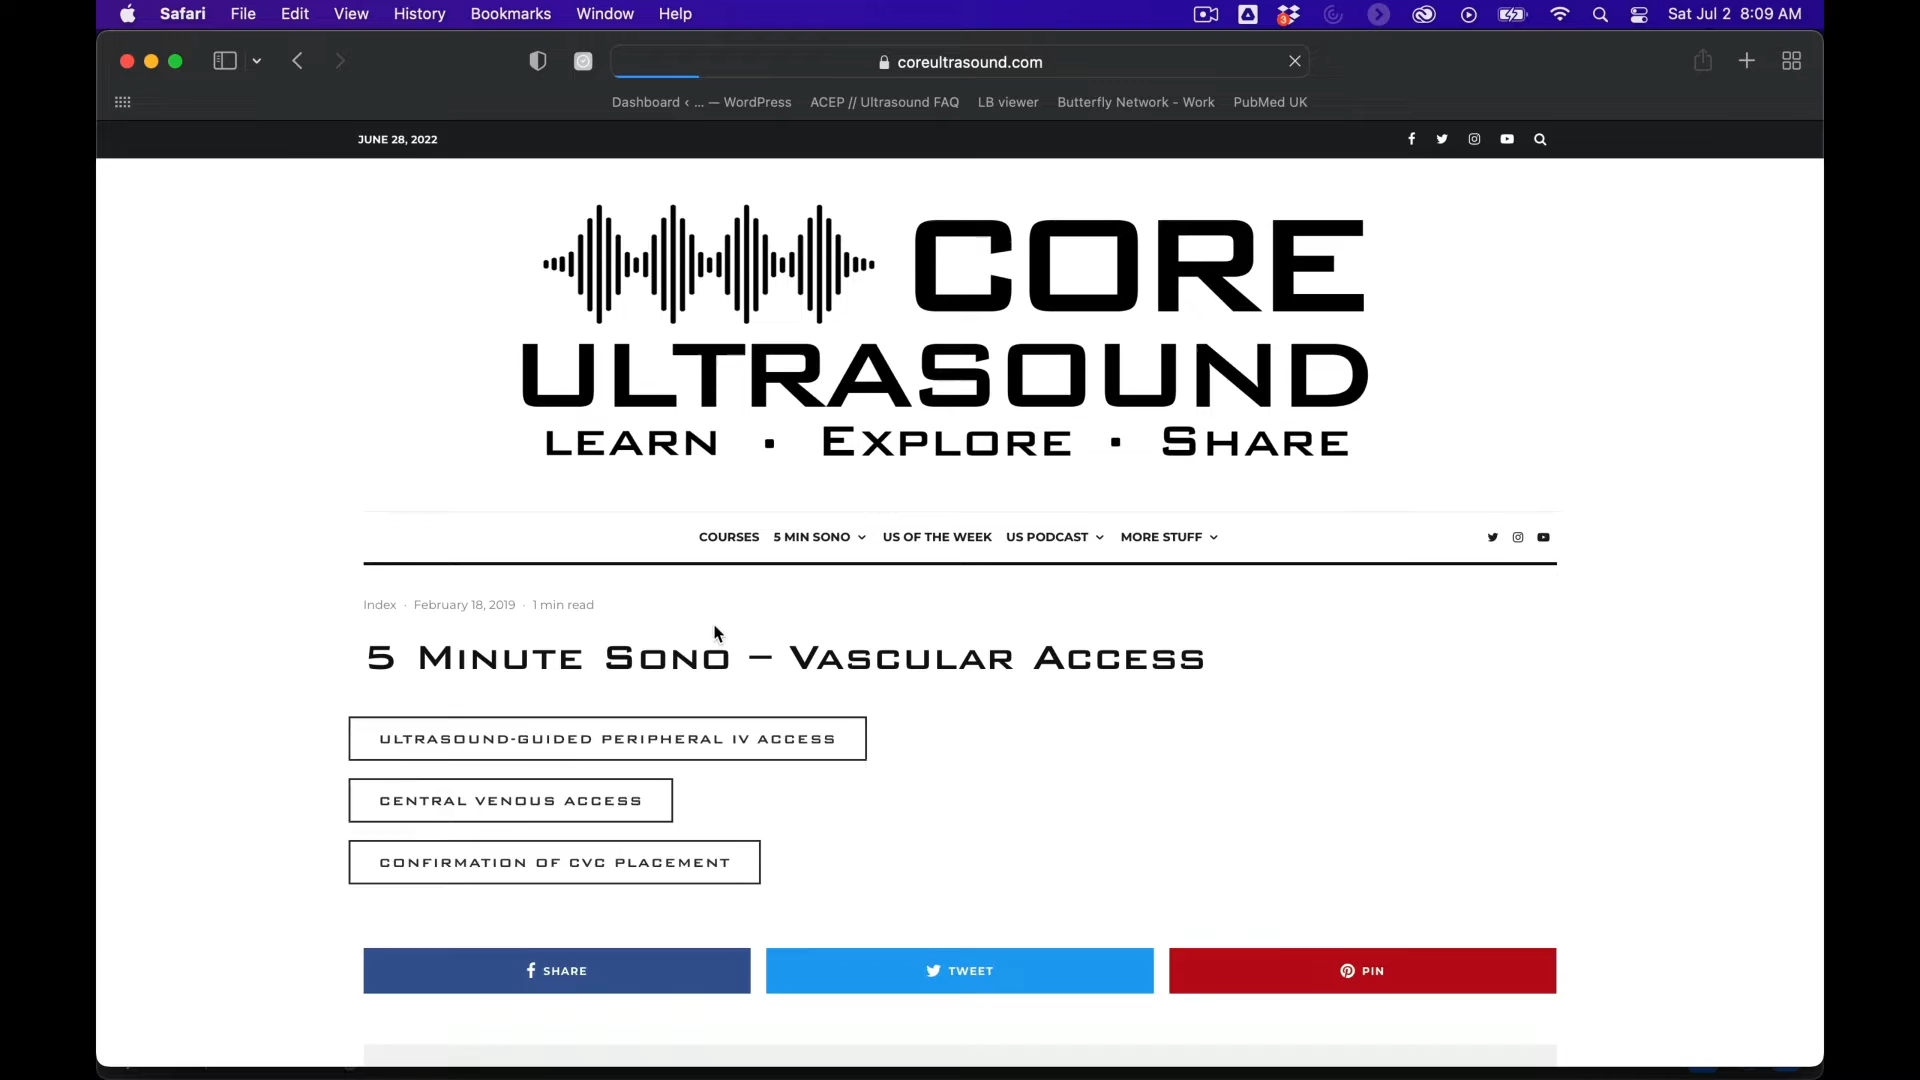 Safari File Edit View History Bookmarks Window Help 3 Sat Jul 2 8:09 AM
coreultrasound.com
Dashboard ‹ ... — WordPress ACEP // Ultrasound FAQ LB viewer Butterfly Network - Work PubMed UK
JUNE 28, 2022
CORE
ULTRASOUND
LEARN · EXPLORE · SHARE
COURSES 5 MIN SONO US OF THE WEEK US PODCAST MORE STUFF
Index · February 18, 2019 · 1 min read
5 MINUTE SONO – VASCULAR ACCESS
ULTRASOUND-GUIDED PERIPHERAL IV ACCESS
CENTRAL VENOUS ACCESS
CONFIRMATION OF CVC PLACEMENT
SHARE TWEET PIN